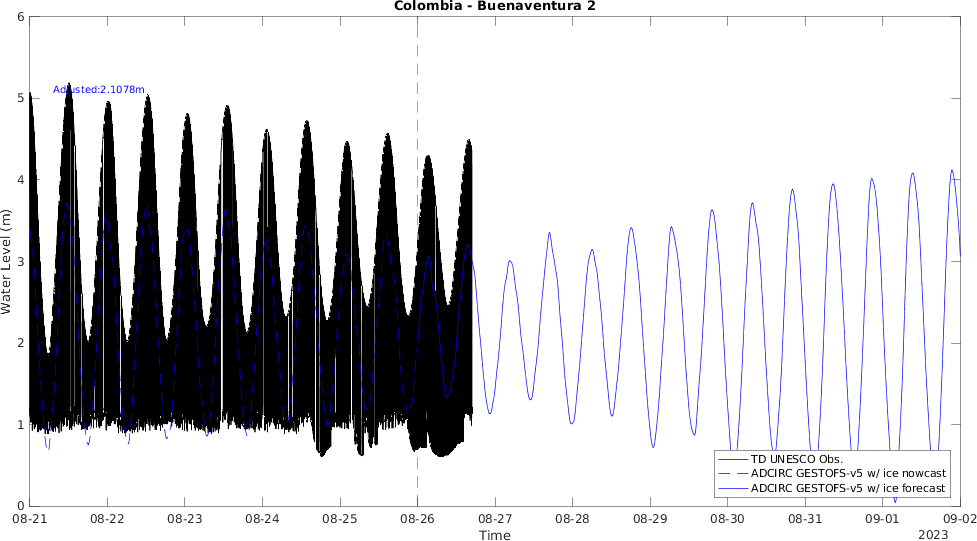 Colombia - Buenaventura 2
Adjusted:2.1078m
Water Level (m)
6
5
4
3
2
1
0
TD UNESCO Obs.
ADCIRC GESTOFS-v5 w/ ice nowcast
ADCIRC GESTOFS-v5 w/ ice forecast
08-21 08-22 08-23 08-24 08-25 08-26 08-27 08-28 08-29 08-30 08-31 09-01 09-02
Time
2023